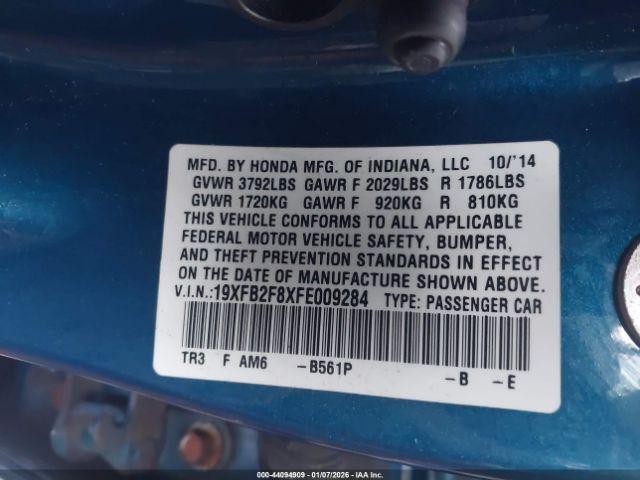 MFD. BY HONDA MFG. OF INDIANA, LLC 10/'14
GVWR 3792LBS GAWR F 2029LBS R 1786LBS
GVWR 1720KG GAWR F 920KG R 810KG
THIS VEHICLE CONFORMS TO ALL APPLICABLE
FEDERAL MOTOR VEHICLE SAFETY, BUMPER,
AND THEFT PREVENTION STANDARDS IN EFFECT
ON THE DATE OF MANUFACTURE SHOWN ABOVE.
V.I.N.:19XFB2F8XFE009284 TYPE: PASSENGER CAR
TR3 F AM6 -B561P -B -E
000-44094909 - 01/07/2026 - IAAI, Inc.